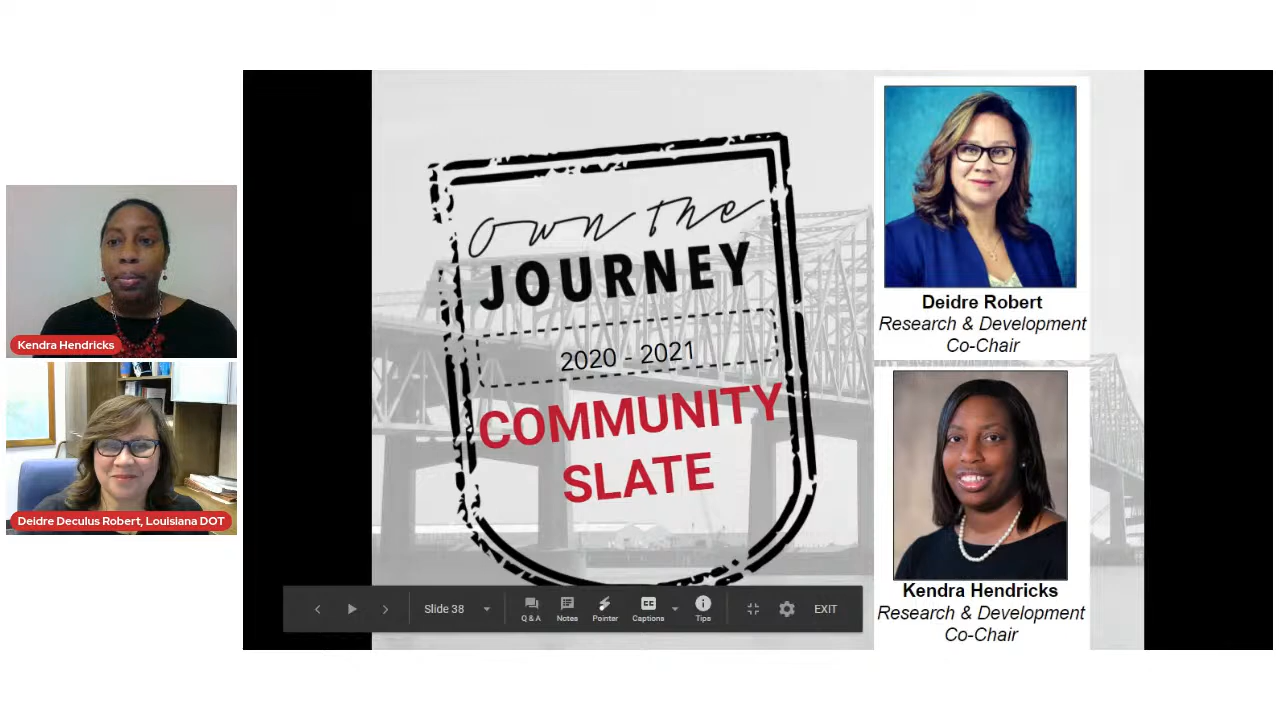 Kendra Hendricks
Deidre Deculus Robert, Louisiana DOT
own the
JOURNEY
2020 - 2021
COMMUNITY
SLATE
Deidre Robert
Research & Development
Co-Chair
Kendra Hendricks
Research & Development
Co-Chair
Slide 38
Q & A
Notes
Pointer
CC
Captions
Tips
EXIT